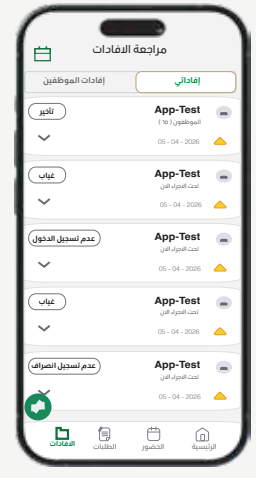 مراجعة الافادات
إفاداتي
إفادات الموظفين
App-Test
تأخير
الموظفون ( ١٥ )
05 - 04 - 2026
App-Test
غياب
تحت الاجراء الان
05 - 04 - 2026
App-Test
عدم تسجيل الدخول
تحت الاجراء الان
05 - 04 - 2026
App-Test
غياب
تحت الاجراء الان
05 - 04 - 2026
App-Test
عدم تسجيل انصراف
تحت الاجراء الان
05 - 04 - 2026
الرئيسية
الحضور
الطلبات
الافادات